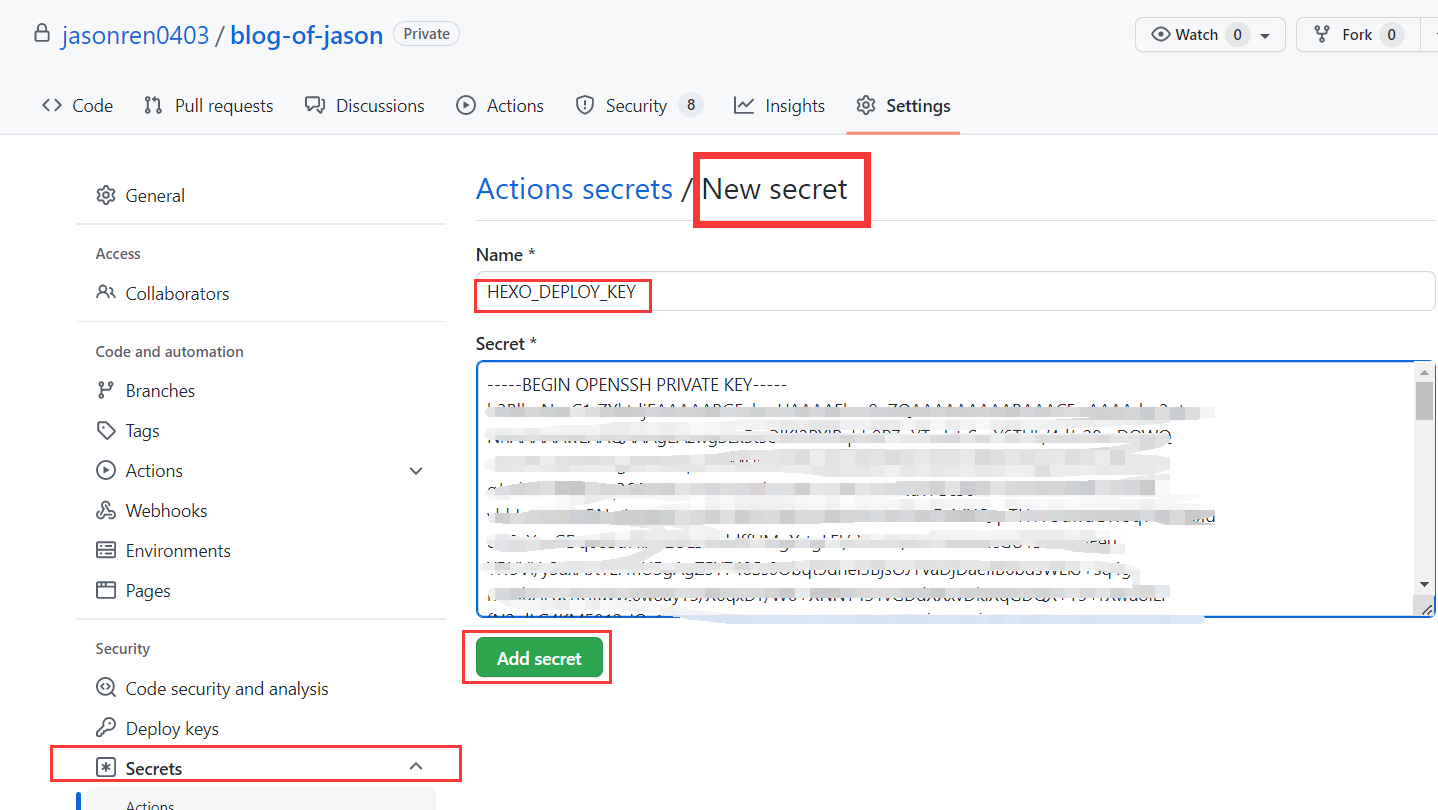 jasonren0403 / blog-of-jason Private
Watch 0
Fork 0
Code
Pull requests
Discussions
Actions
Security 8
Insights
Settings
General
Access
Collaborators
Code and automation
Branches
Tags
Actions
Webhooks
Environments
Pages
Security
Code security and analysis
Deploy keys
Secrets
Actions
Actions secrets / New secret
Name *
HEXO_DEPLOY_KEY
Secret *
-----BEGIN OPENSSH PRIVATE KEY-----
Add secret